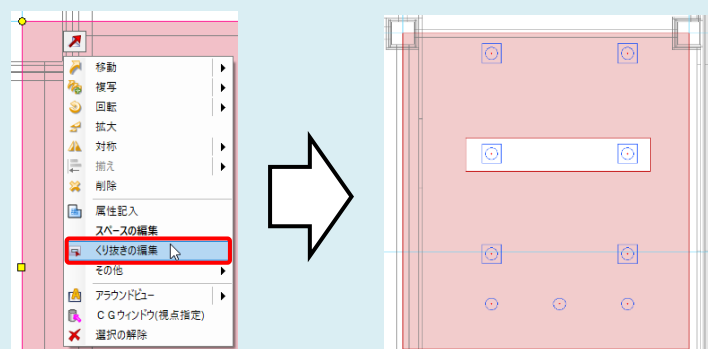 移動
複写
回転
拡大
対称
揃え
削除
属性記入
スペースの編集
くり抜きの編集
その他
アラウンドビュー
CGウィンドウ(視点指定)
選択の解除